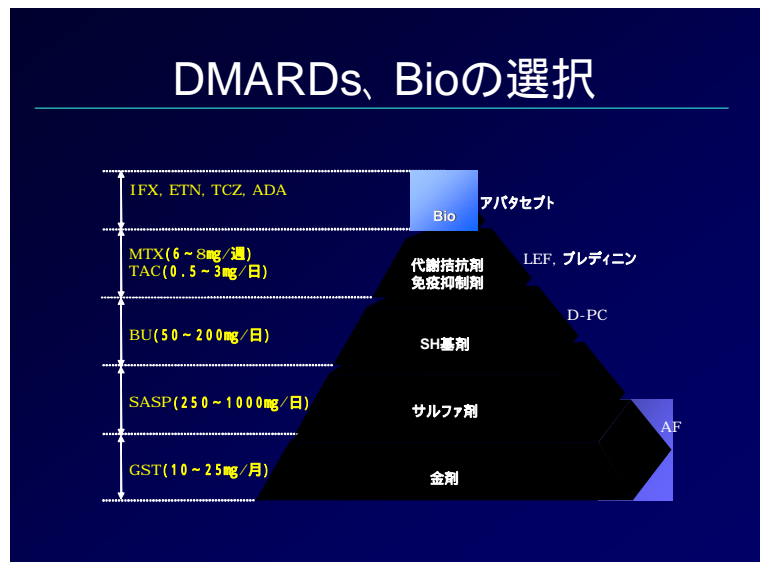 DMARDs、Bioの選択
IFX, ETN, TCZ, ADA
Bio
アバタセプト
MTX(6~8mg/週)
TAC(0.5~3mg/日)
代謝拮抗剤
免疫抑制剤
LEF, ブレディニン
D-PC
BU(50~200mg/日)
SH基剤
SASP(250~1000mg/日)
サルファ剤
AF
GST(10~25mg/月)
金剤